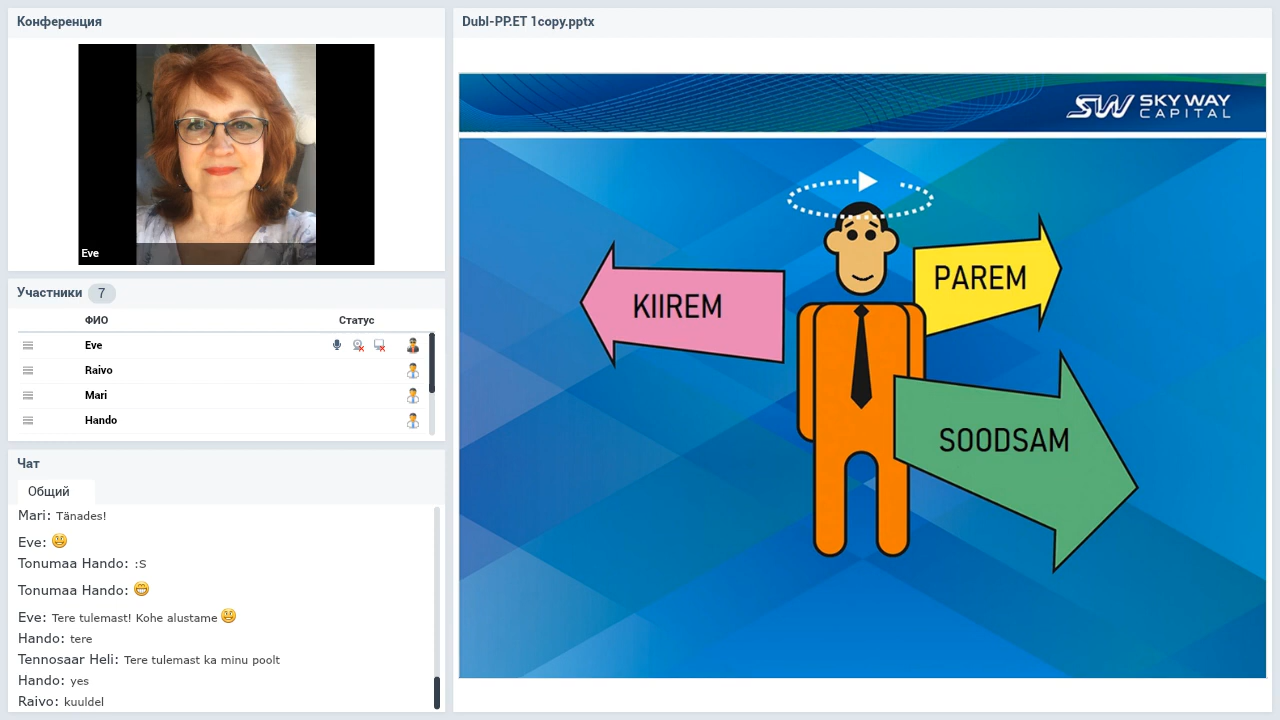 Конференция
Eve
Участники 7
ФИО Статус
Eve
Raivo
Mari
Hando
Чат
Общий
Mari: Tänades!
Eve:
Tonumaa Hando: :S
Tonumaa Hando:
Eve: Tere tulemast! Kohe alustame
Hando: tere
Tennosaar Heli: Tere tulemast ka minu poolt
Hando: yes
Raivo: kuuldel
Dubl-PP.ET 1copy.pptx
SW SKY WAY
CAPITAL
KIIREM
PAREM
SOODSAM